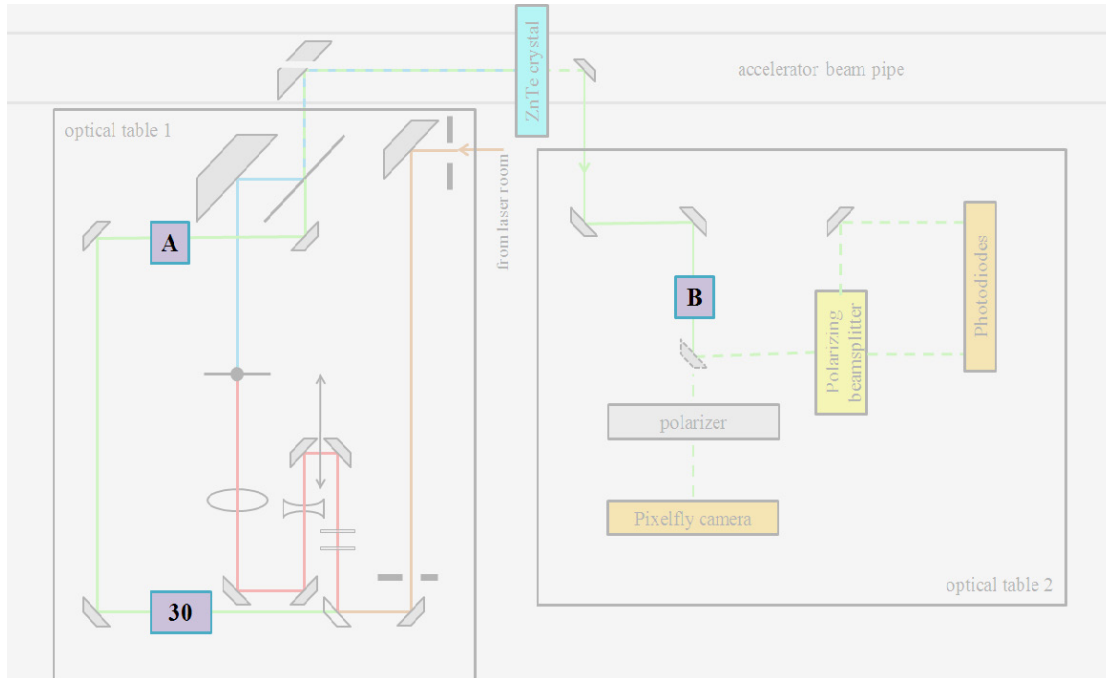 ZnTe crystal
accelerator beam pipe
optical table 1
from laser room
A
B
Photodiodes
Polarizing
beamsplitter
polarizer
Pixelfly camera
optical table 2
30